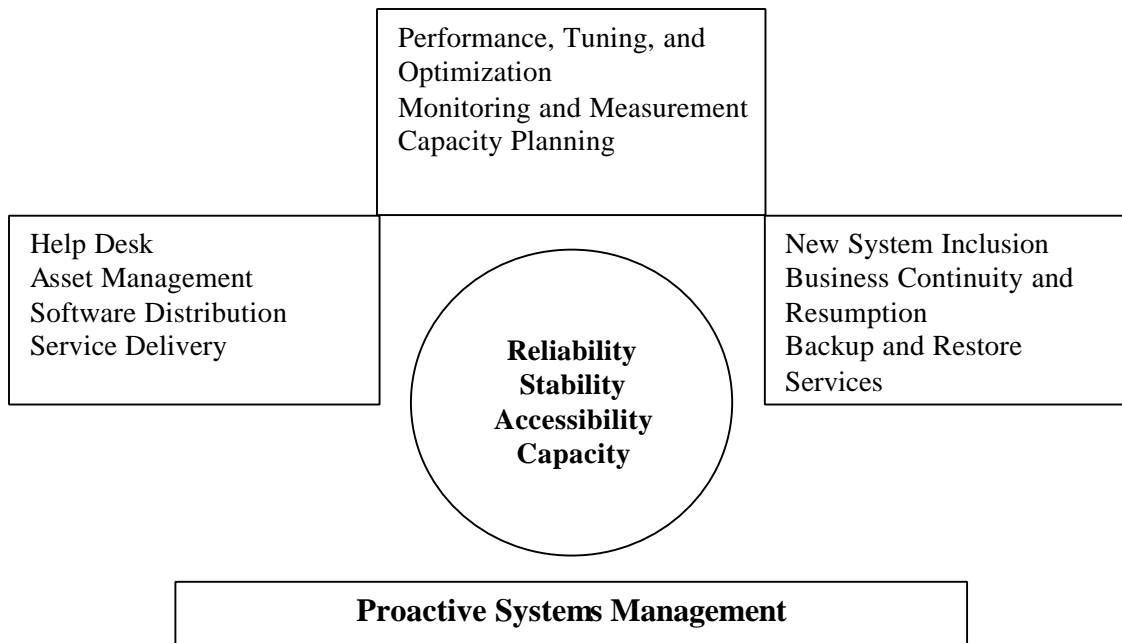 Performance, Tuning, and
Optimization
Monitoring and Measurement
Capacity Planning
Help Desk
Asset Management
Software Distribution
Service Delivery
New System Inclusion
Business Continuity and
Resumption
Backup and Restore
Services
Reliability
Stability
Accessibility
Capacity
Proactive Systems Management